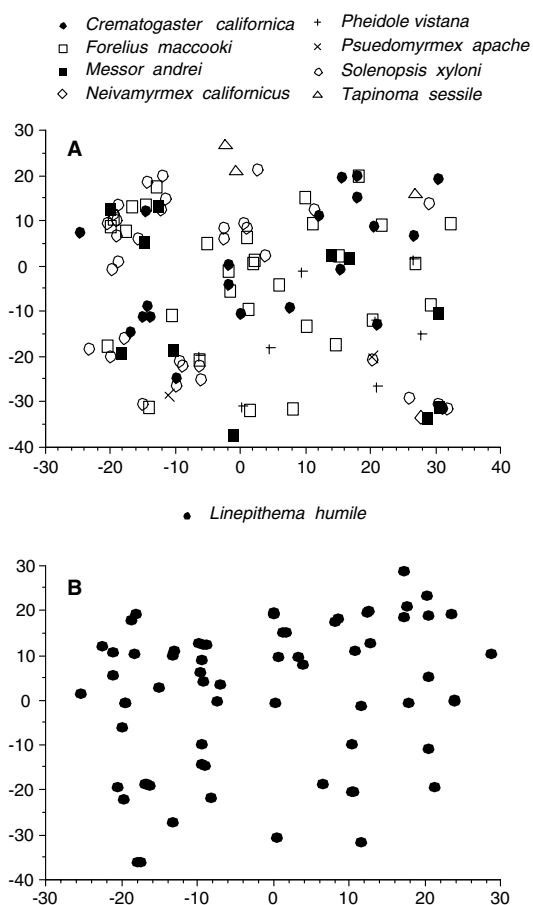 Crematogaster californica
Pheidole vistana
Forelius maccooki
Psuedomyrmex apache
Messor andrei
Solenopsis xyloni
Neivamyrmex californicus
Tapinoma sessile
A
30
20
10
0
-10
-20
-30
-40
-30 -20 -10 0 10 20 30 40
Linepithema humile
B
30
20
10
0
-10
-20
-30
-40
-30 -20 -10 0 10 20 30